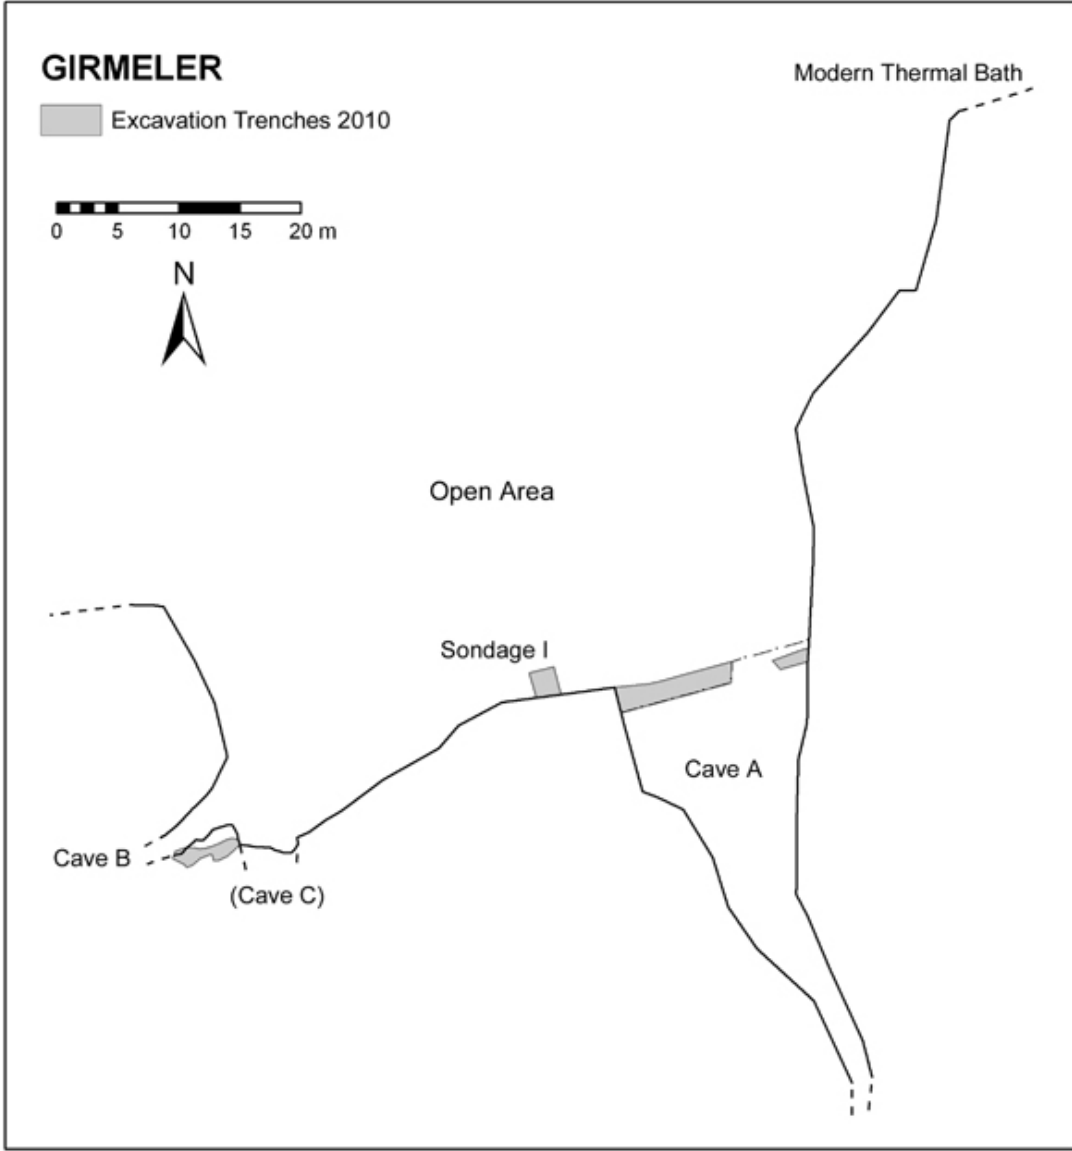 GIRMELER
Modern Thermal Bath
Excavation Trenches 2010
0 5 10 15 20 m
N
Open Area
Sondage I
Cave A
Cave B
(Cave C)